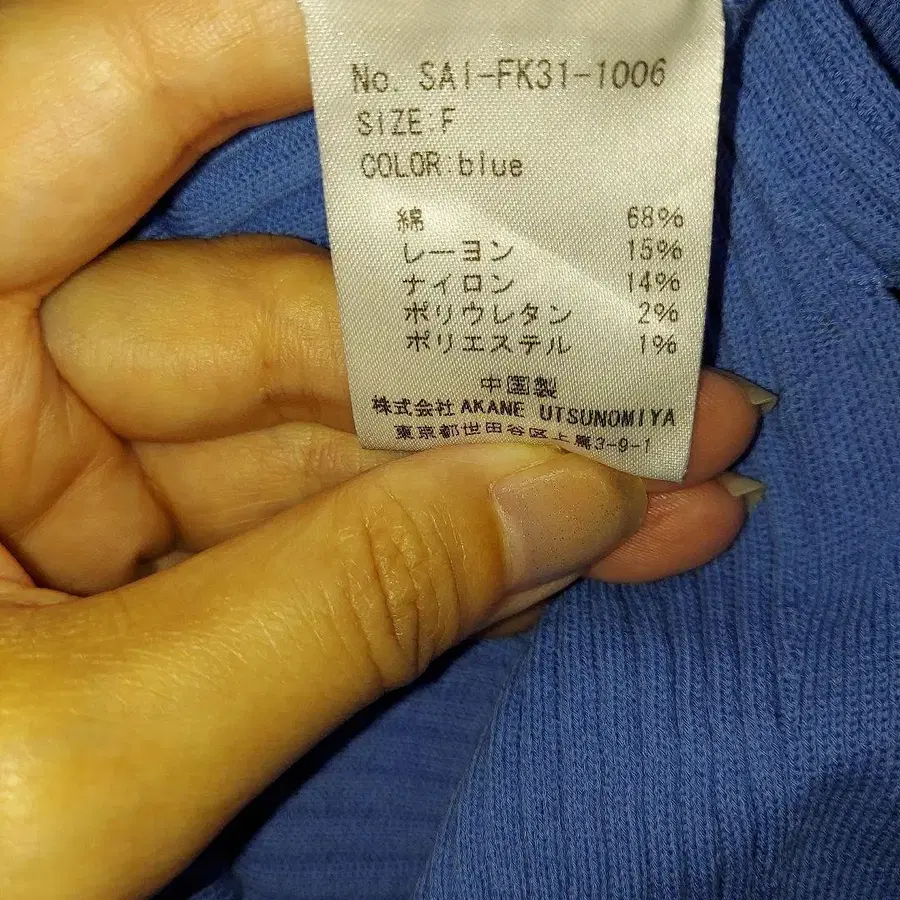 No. SAI-FK31-1006
SIZE:F
COLOR:blue
綿 68%
レーヨン 15%
ナイロン 14%
ポリウレタン 2%
ポリエステル 1%
中国製
株式会社 AKANE UTSUNOMIYA
東京都世田谷区上馬3-9-1